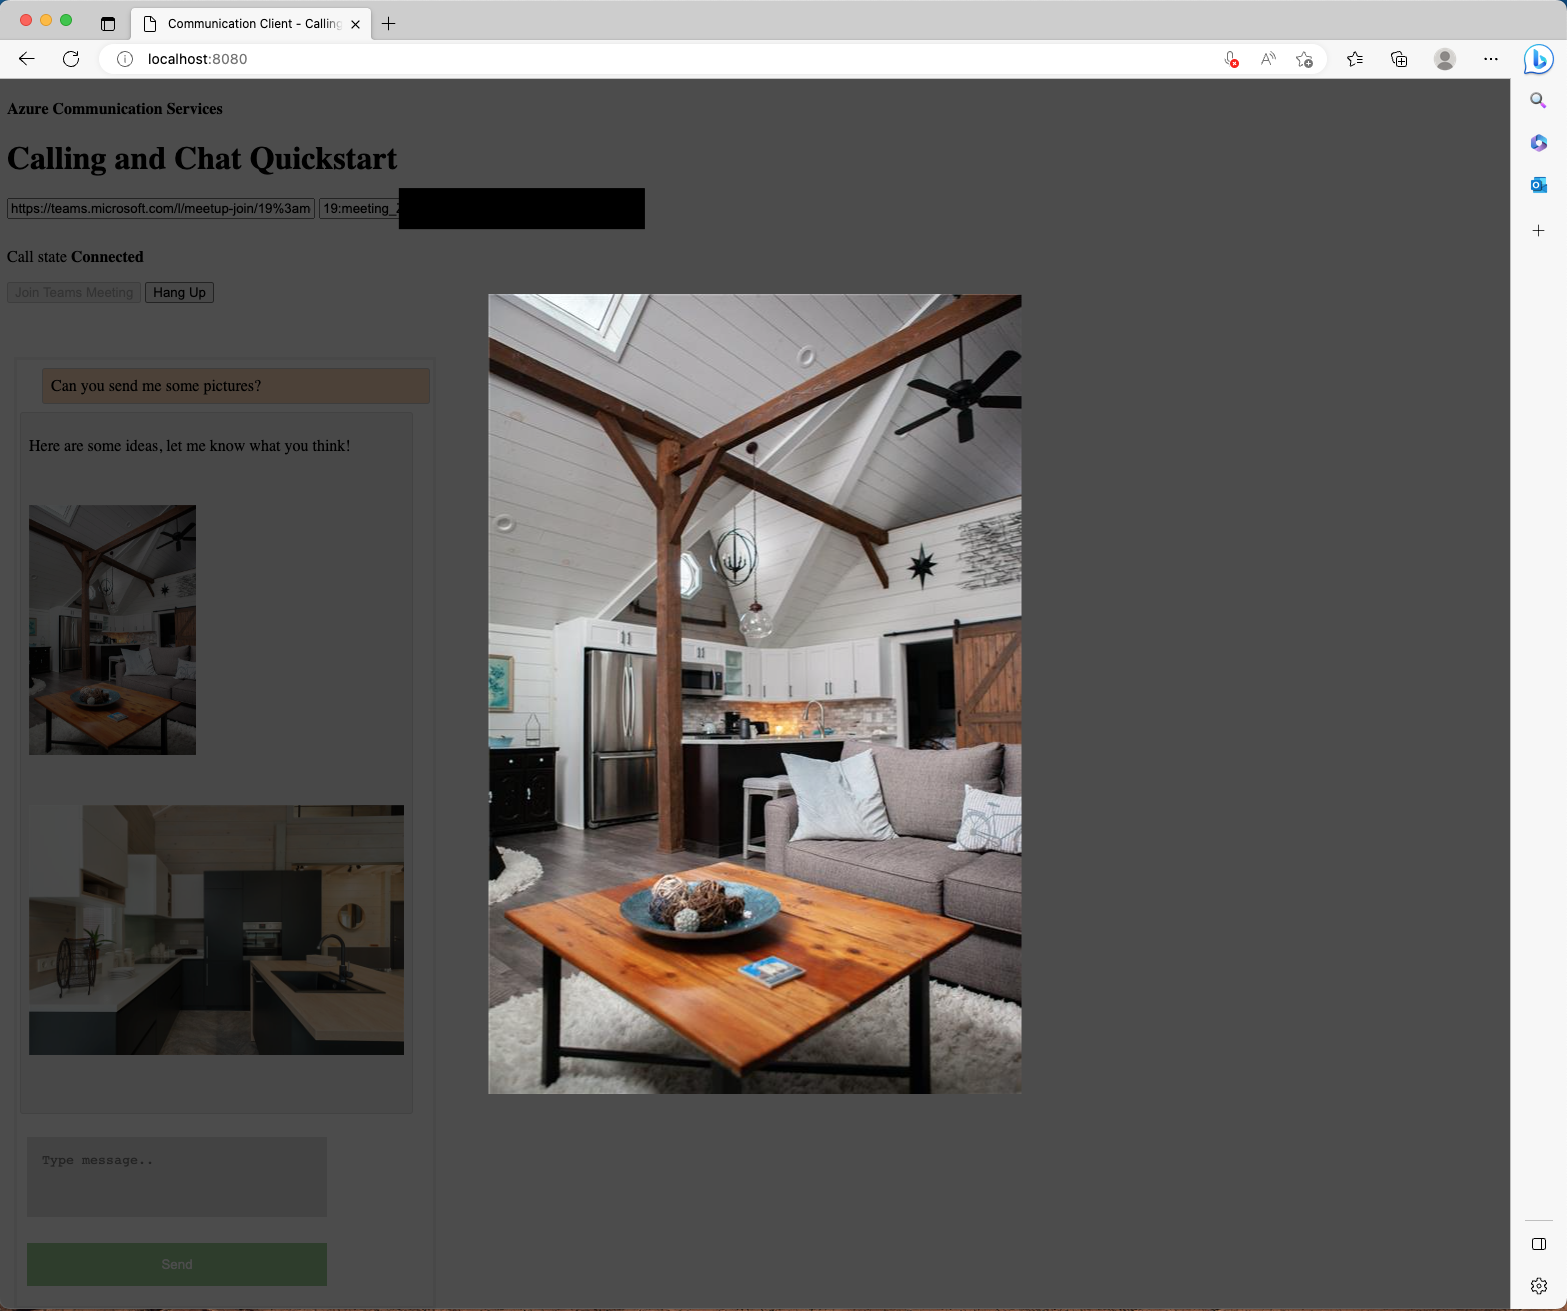 Communication Client - Calling
localhost:8080
Azure Communication Services
Calling and Chat Quickstart
https://teams.microsoft.com/l/meetup-join/19%3am 19:meeting_
Call state Connected
Join Teams Meeting Hang Up
Can you send me some pictures?
Here are some ideas, let me know what you think!
Type message..
Send